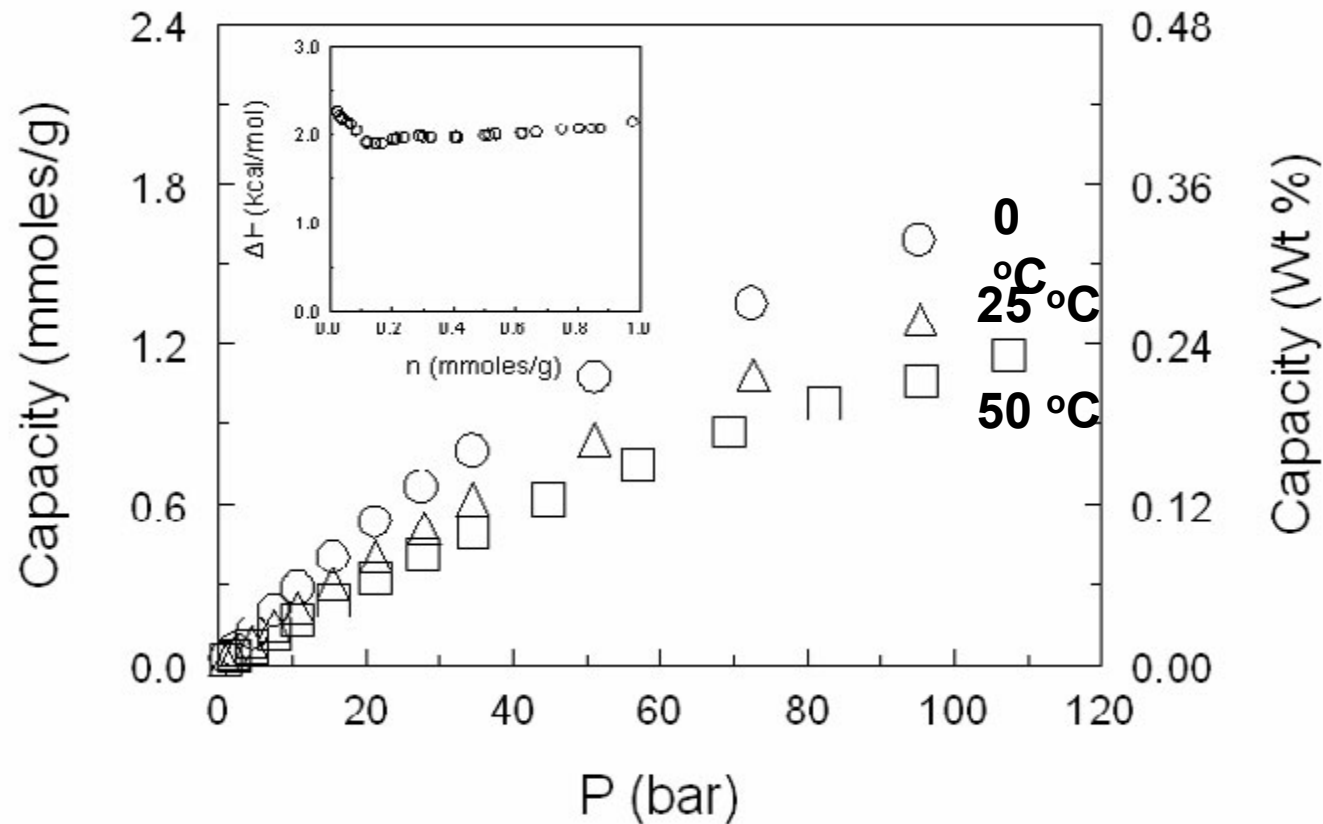 2.4
1.8
1.2
0.6
0.0
Capacity (mmoles/g)
0.48
0.36
0.24
0.12
0.00
Capacity (Wt %)
3.0
2.0
1.0
0.0
ΔH (kcal/mol)
0.0 0.2 0.4 0.6 0.8 1.0
n (mmoles/g)
0
oC
25 oC
50 oC
0 20 40 60 80 100 120
P (bar)